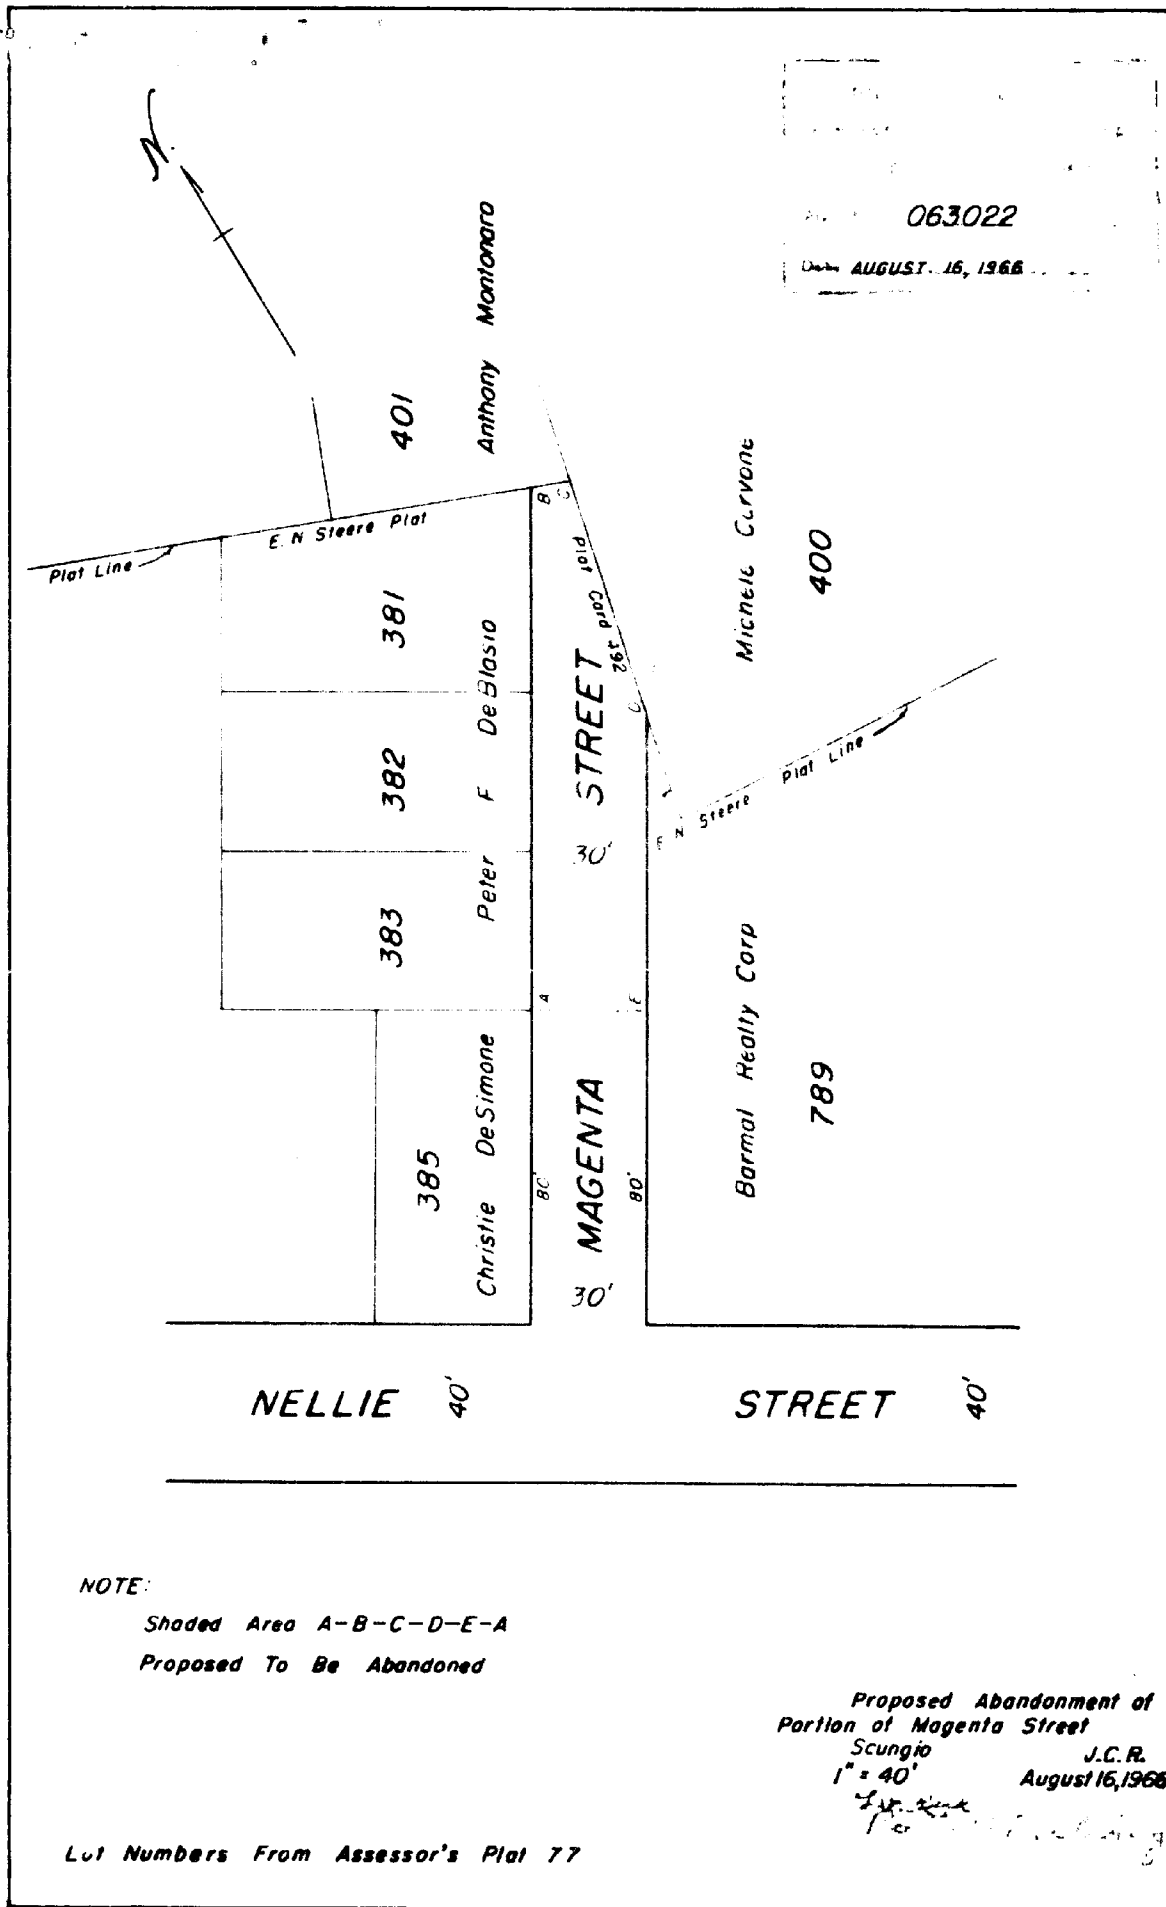 N
063022
Date AUGUST 16, 1966
401
Anthony Montanaro
E. N Steere Plat
Plat Line
B
C
Plat Card 392
D
Michele
400
381
382
383
Peter F DeBlasio
MAGENTA STREET
30'
E N Steere Plat Line
A
E
Barmal Realty Corp
789
385
Christie DeSimone
80'
80'
30'
NELLIE 40' STREET 40'
NOTE:
Shaded Area A-B-C-D-E-A
Proposed To Be Abandoned
Proposed Abandonment of
Portion of Magenta Street
Scungio J.C.R.
1" = 40' August 16, 1966
Lot Numbers From Assessor's Plat 77